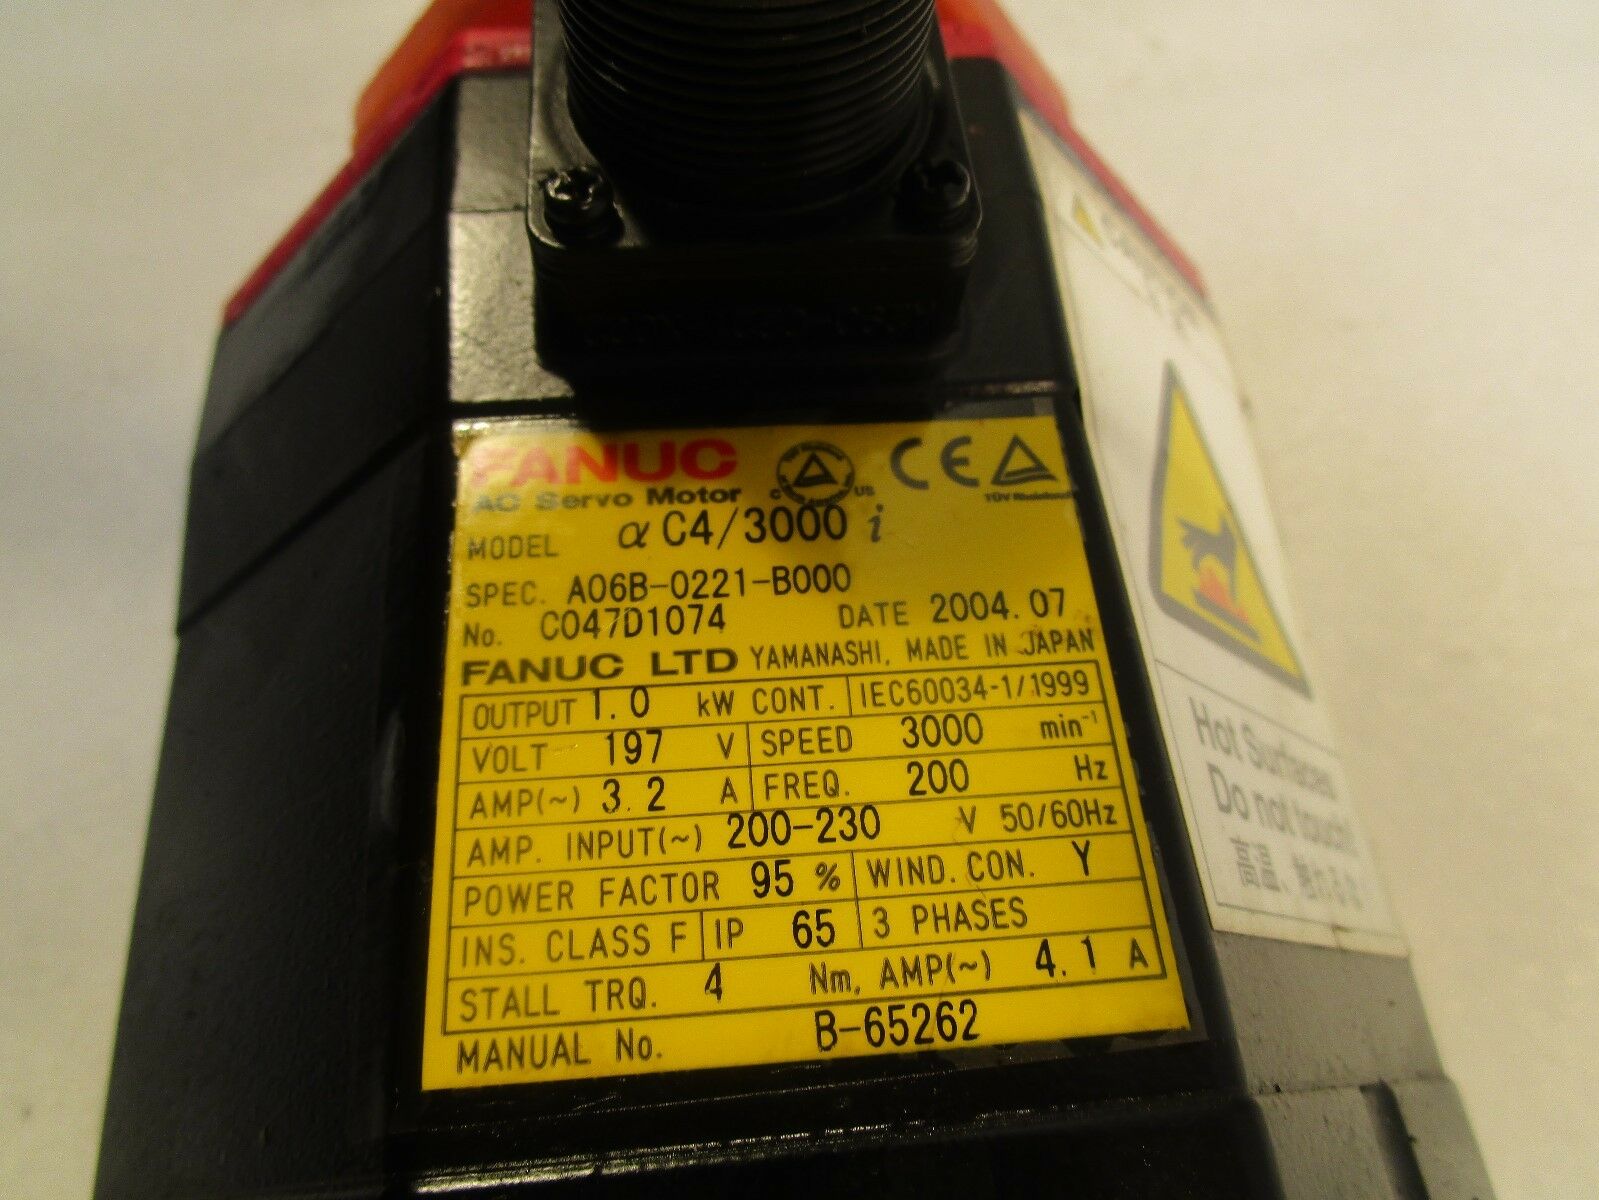 FANUC
AC Servo Motor
C US
CE
TÜV Rheinland
MODEL α C4/3000 i
SPEC. A06B-0221-B000
No. C047D1074 DATE 2004.07
FANUC LTD YAMANASHI, MADE IN JAPAN
OUTPUT 1.0 kW CONT. IEC60034-1/1999
VOLT 197 V SPEED 3000 min-1
AMP(~) 3.2 A FREQ. 200 Hz
AMP. INPUT(~) 200-230 V 50/60Hz
POWER FACTOR 95 % WIND. CON. Y
INS. CLASS F IP 65 3 PHASES
STALL TRQ. 4 Nm, AMP(~) 4.1 A
MANUAL No. B-65262
Hot Surfaces
Do not touch!
高温、触れるな